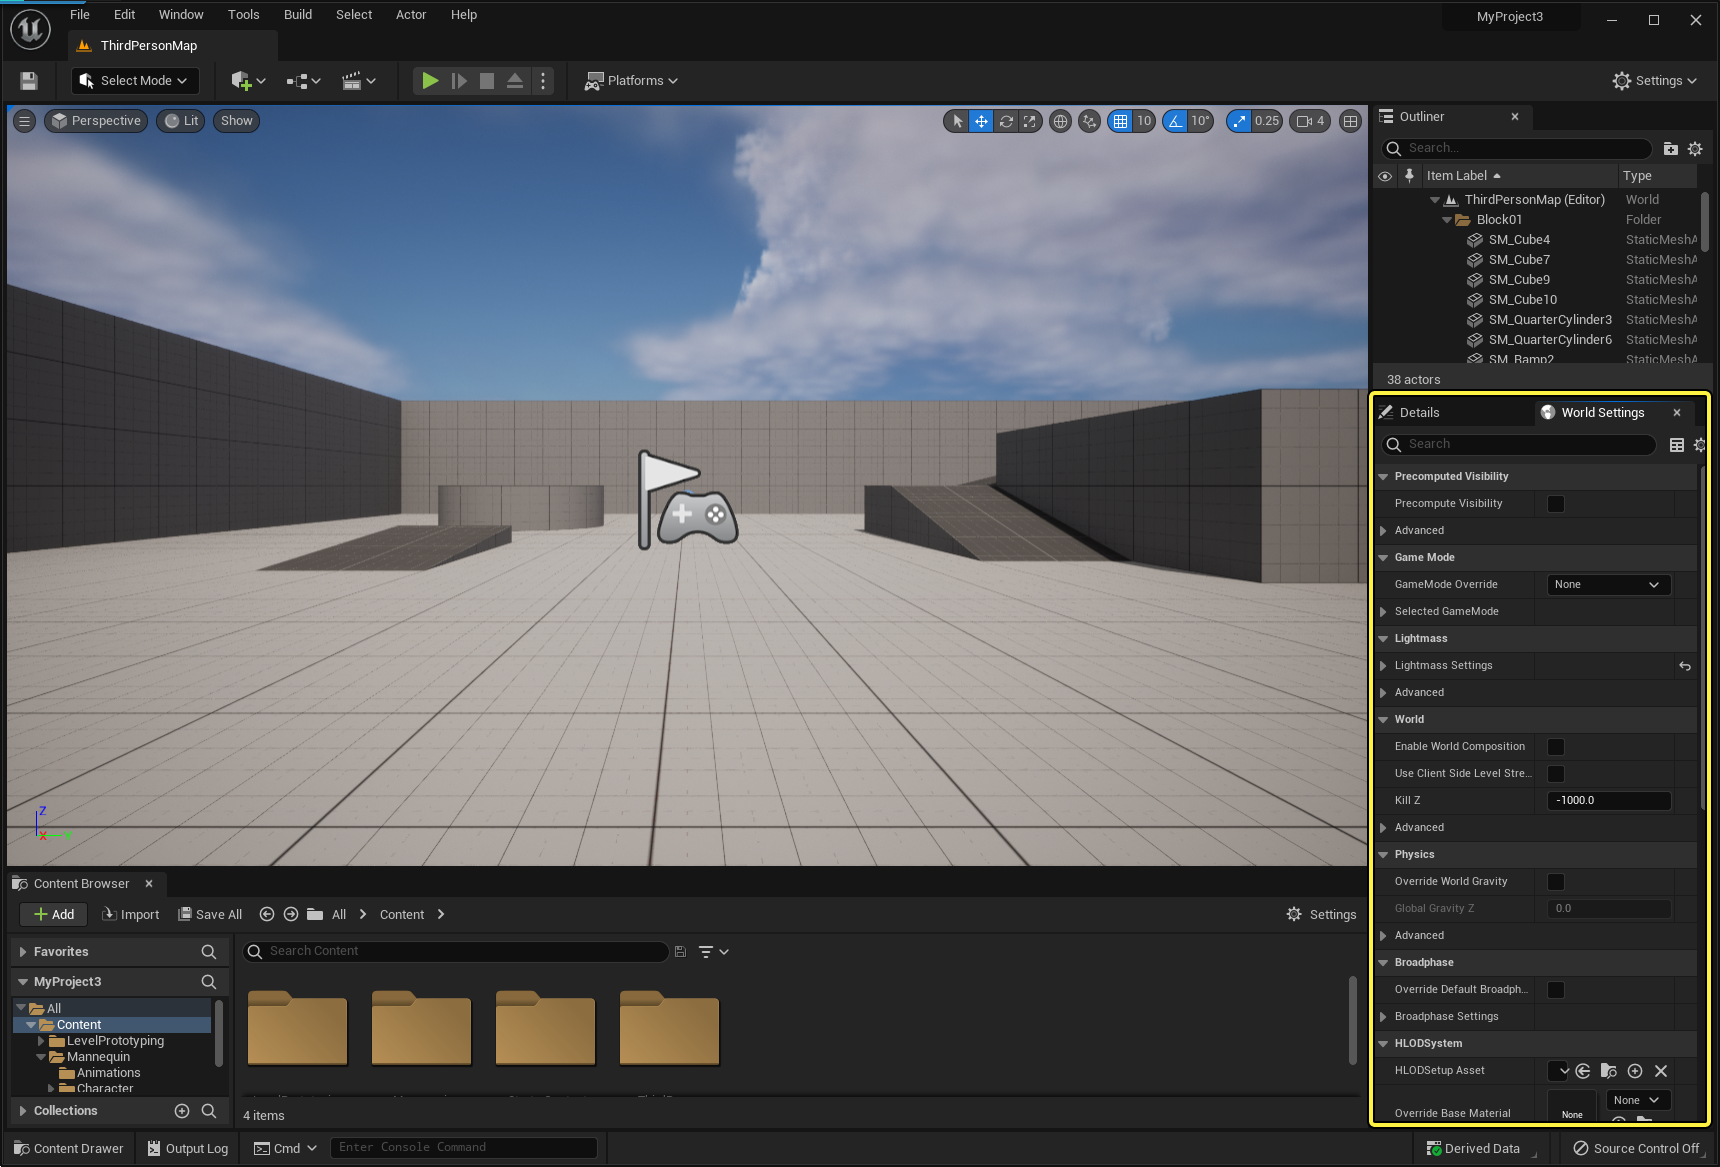 File Edit Window Tools Build Select Actor Help
MyProject3
ThirdPersonMap
Select Mode
Platforms
Settings
Perspective
Lit
Show
10
10°
0.25
4
Outliner
Search...
Item Label
Type
ThirdPersonMap (Editor) World
Block01 Folder
SM_Cube4 StaticMeshA
SM_Cube7 StaticMeshA
SM_Cube9 StaticMeshA
SM_Cube10 StaticMeshA
SM_QuarterCylinder3 StaticMeshA
SM_QuarterCylinder6 StaticMeshA
SM_Ramp2 StaticMeshA
38 actors
Details
World Settings
Search
Precomputed Visibility
Precompute Visibility
Advanced
Game Mode
GameMode Override None
Selected GameMode
Lightmass
Lightmass Settings
Advanced
World
Enable World Composition
Use Client Side Level Stre...
Kill Z -1000.0
Advanced
Physics
Override World Gravity
Global Gravity Z 0.0
Advanced
Broadphase
Override Default Broadph...
Broadphase Settings
HLODSystem
HLODSetup Asset
Override Base Material None None
Z
X Y
Content Browser
Add
Import
Save All
All
Content
Settings
Favorites
MyProject3
All
Content
LevelPrototyping
Mannequin
Animations
Character
Collections
Search Content
4 items
Content Drawer
Output Log
Cmd
Enter Console Command
Derived Data
Source Control Off